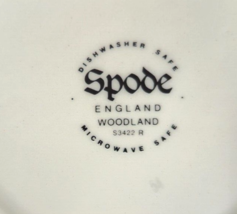 DISHWASHER SAFE
Spode
ENGLAND
WOODLAND
S3422 R
MICROWAVE SAFE